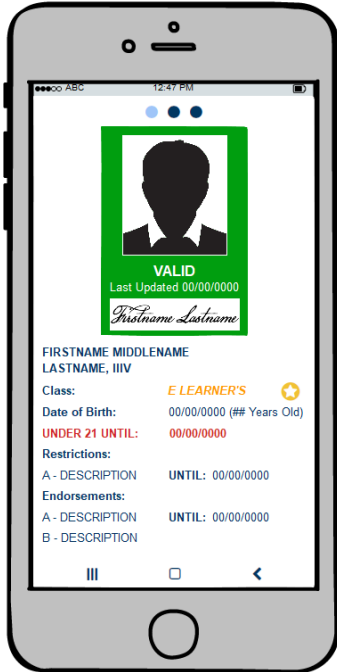 ABC 12:47 PM
VALID
Last Updated 00/00/0000
Firstname Lastname
FIRSTNAME MIDDLENAME
LASTNAME, IIIV
Class: E LEARNER'S
Date of Birth: 00/00/0000 (## Years Old)
UNDER 21 UNTIL: 00/00/0000
Restrictions:
A - DESCRIPTION UNTIL: 00/00/0000
Endorsements:
A - DESCRIPTION UNTIL: 00/00/0000
B - DESCRIPTION